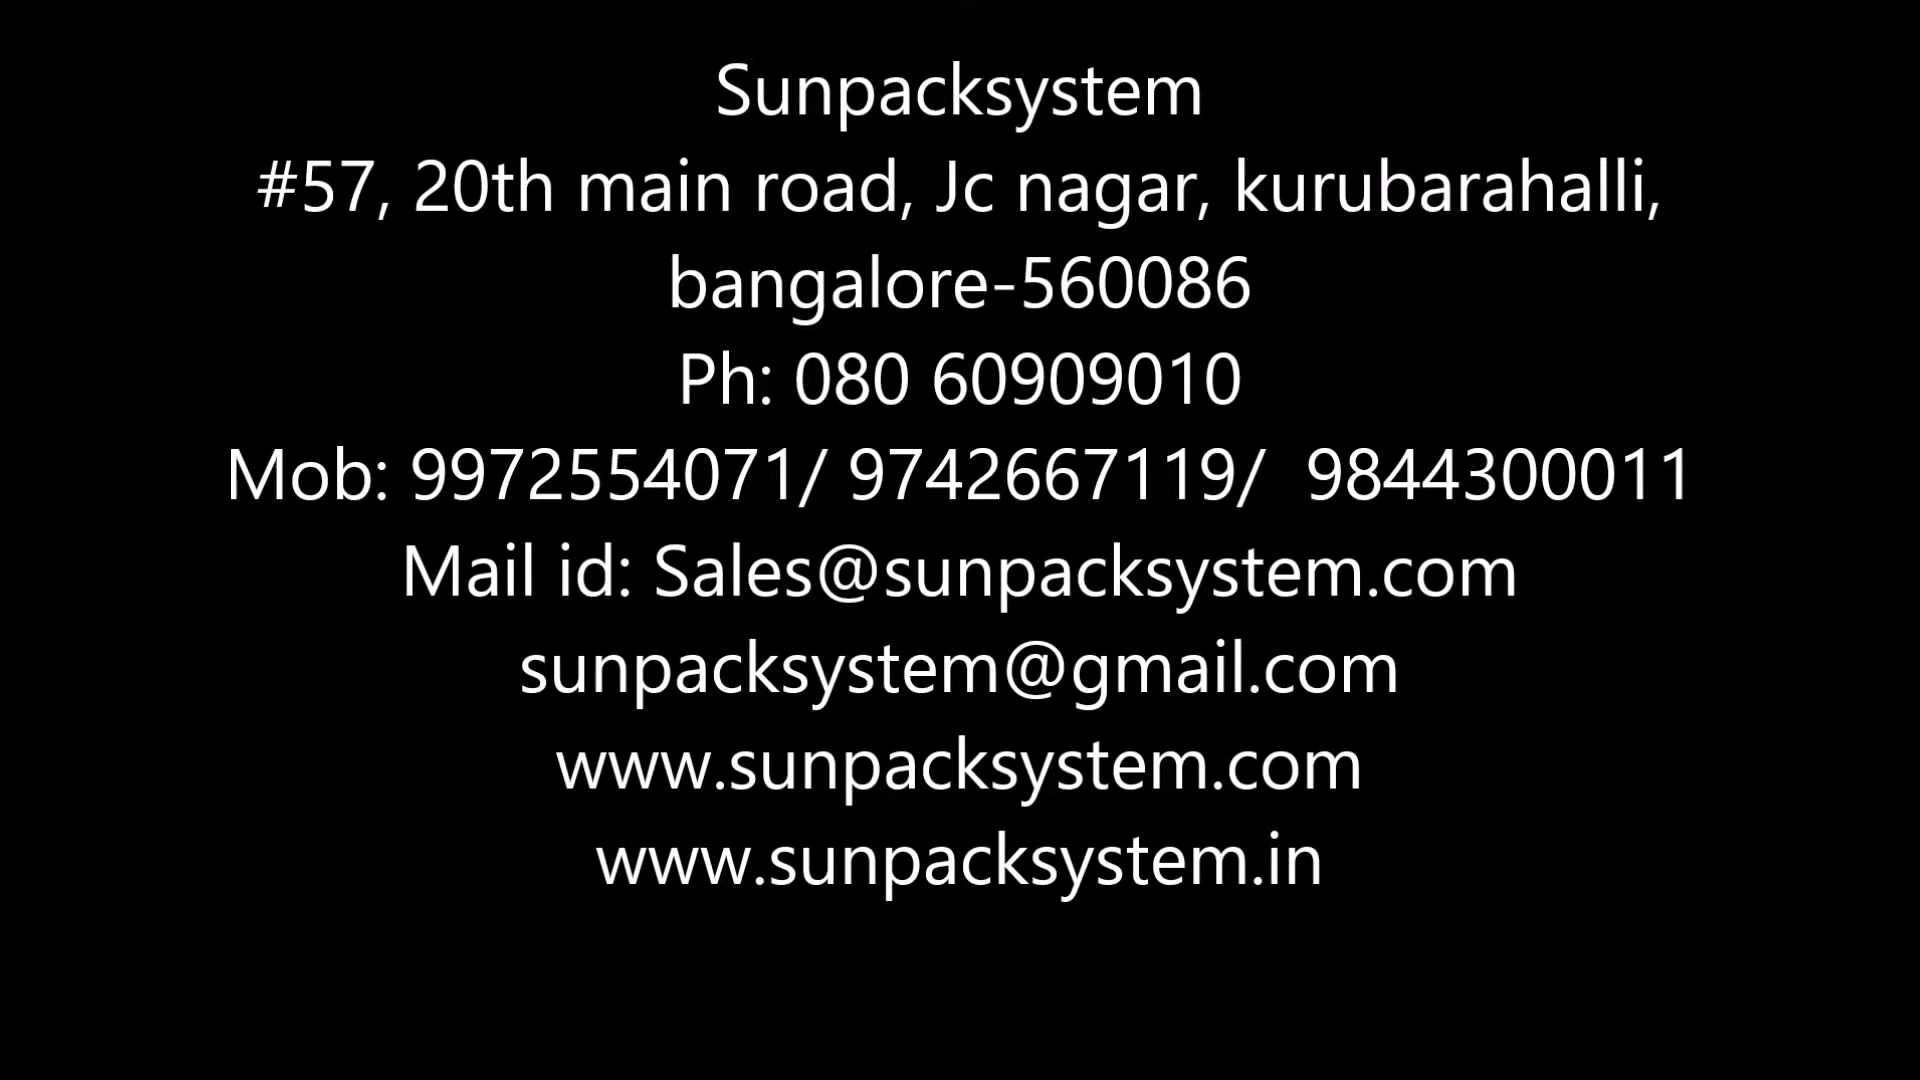 Sunpacksystem
#57, 20th main road, Jc nagar, kurubarahalli,
bangalore-560086
Ph: 080 60909010
Mob: 9972554071/ 9742667119/  9844300011
Mail id: Sales@sunpacksystem.com
sunpacksystem@gmail.com
www.sunpacksystem.com
www.sunpacksystem.in